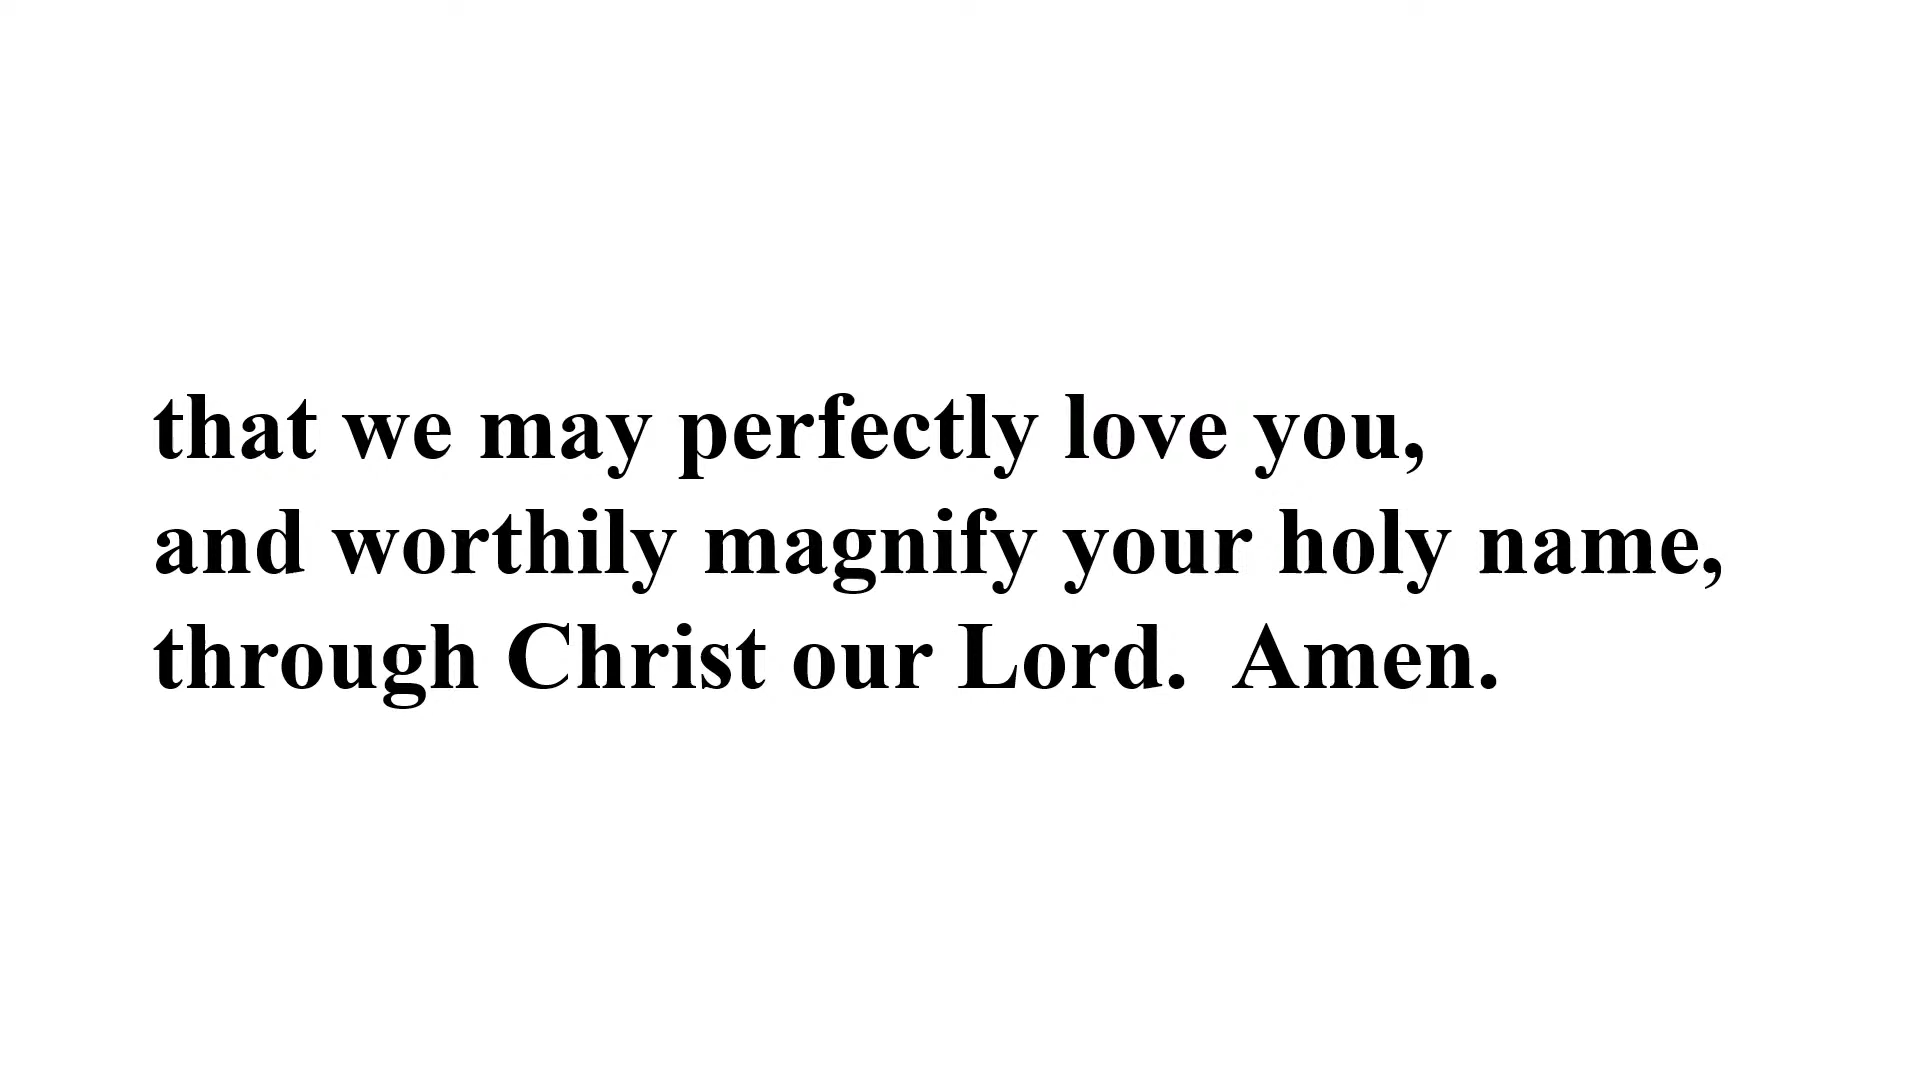 that we may perfectly love you,
and worthily magnify your holy name,
through Christ our Lord.  Amen.